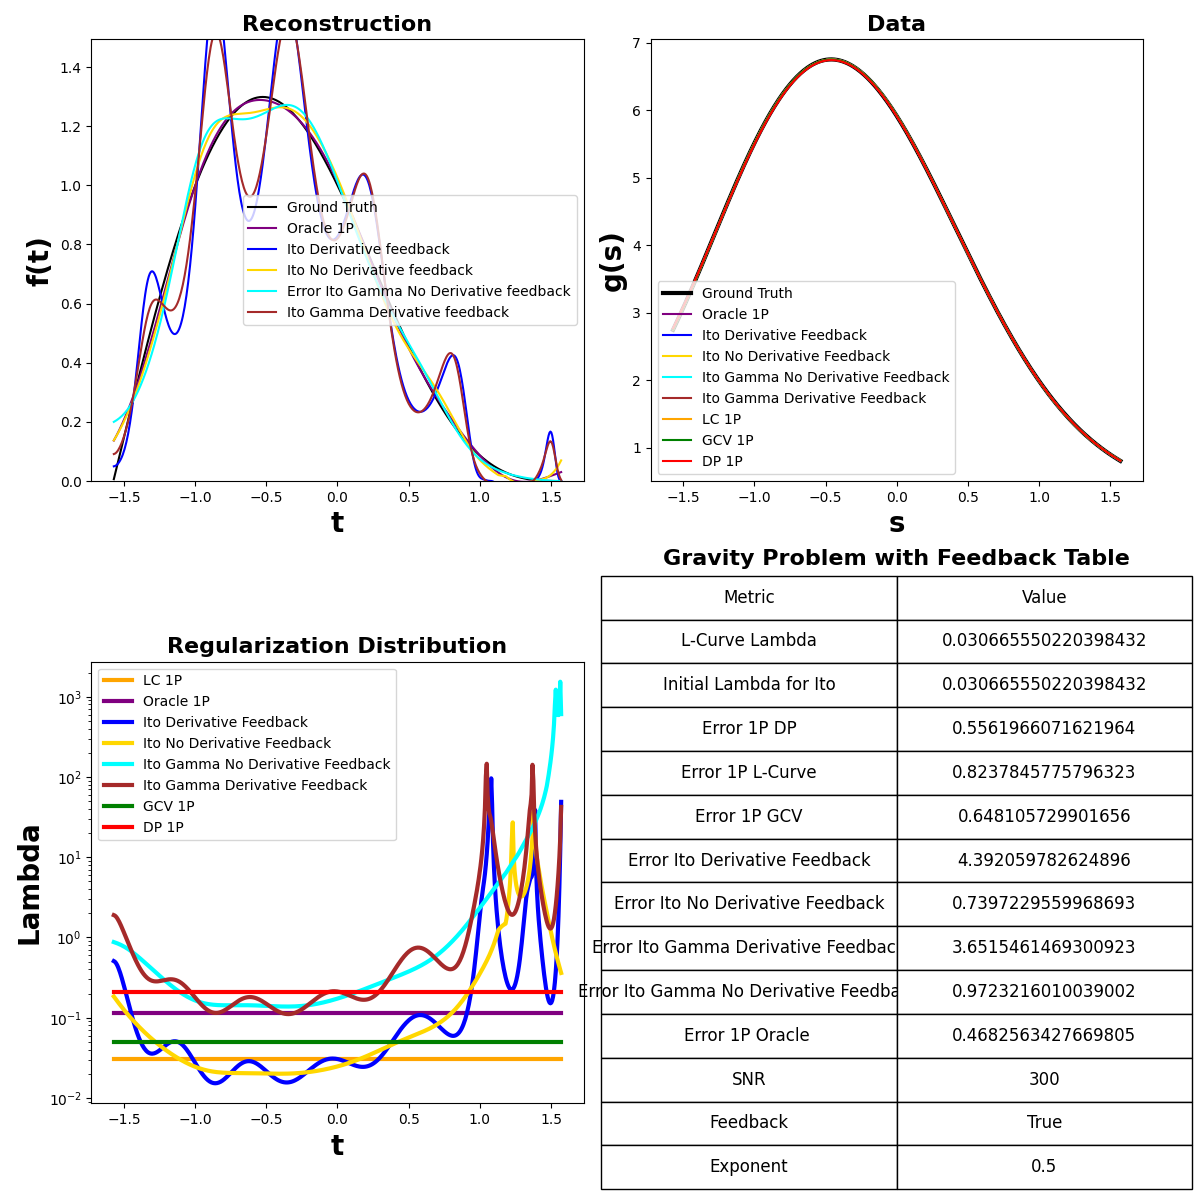 Reconstruction
f(t)
1.4
1.2
1.0
0.8
0.6
0.4
0.2
0.0
Ground Truth
Oracle 1P
Ito Derivative feedback
Ito No Derivative feedback
Error Ito Gamma No Derivative feedback
Ito Gamma Derivative feedback
−1.5 −1.0 −0.5 0.0 0.5 1.0 1.5
t
Data
g(s)
7
6
5
4
3
2
1
Ground Truth
Oracle 1P
Ito Derivative Feedback
Ito No Derivative Feedback
Ito Gamma No Derivative Feedback
Ito Gamma Derivative Feedback
LC 1P
GCV 1P
DP 1P
−1.5 −1.0 −0.5 0.0 0.5 1.0 1.5
s
Regularization Distribution
Lambda
10³
10²
10¹
10⁰
10⁻¹
10⁻²
LC 1P
Oracle 1P
Ito Derivative Feedback
Ito No Derivative Feedback
Ito Gamma No Derivative Feedback
Ito Gamma Derivative Feedback
GCV 1P
DP 1P
−1.5 −1.0 −0.5 0.0 0.5 1.0 1.5
t
Gravity Problem with Feedback Table
Metric Value
L-Curve Lambda 0.030665550220398432
Initial Lambda for Ito 0.030665550220398432
Error 1P DP 0.5561966071621964
Error 1P L-Curve 0.8237845775796323
Error 1P GCV 0.648105729901656
Error Ito Derivative Feedback 4.392059782624896
Error Ito No Derivative Feedback 0.7397229559968693
Error Ito Gamma Derivative Feedbac 3.6515461469300923
Error Ito Gamma No Derivative Feedba 0.9723216010039002
Error 1P Oracle 0.4682563427669805
SNR 300
Feedback True
Exponent 0.5